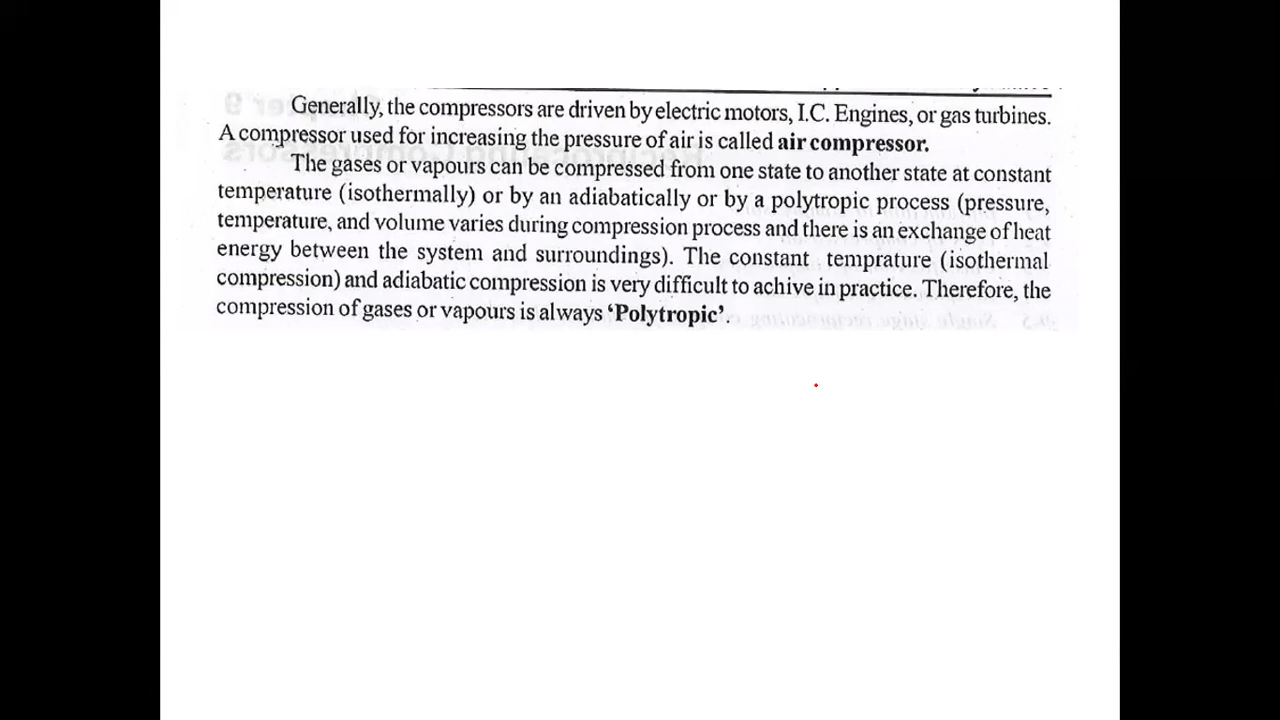 Generally, the compressors are driven by electric motors, I.C. Engines, or gas turbines.
A compressor used for increasing the pressure of air is called air compressor.
The gases or vapours can be compressed from one state to another state at constant
temperature (isothermally) or by an adiabatically or by a polytropic process (pressure,
temperature, and volume varies during compression process and there is an exchange of heat
energy between the system and surroundings). The constant temprature (isothermal
compression) and adiabatic compression is very difficult to achive in practice. Therefore, the
compression of gases or vapours is always ‘Polytropic’.